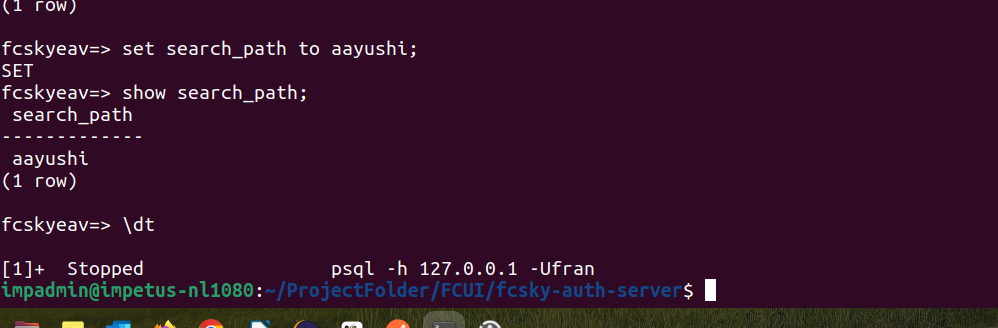 (1 row)
fcskyeav=> set search_path to aayushi;
SET
fcskyeav=> show search_path;
 search_path
-------------
 aayushi
(1 row)
fcskyeav=> \dt
[1]+  Stopped                 psql -h 127.0.0.1 -Ufran
impadmin@impetus-nl1080:~/ProjectFolder/FCUI/fcsky-auth-server$